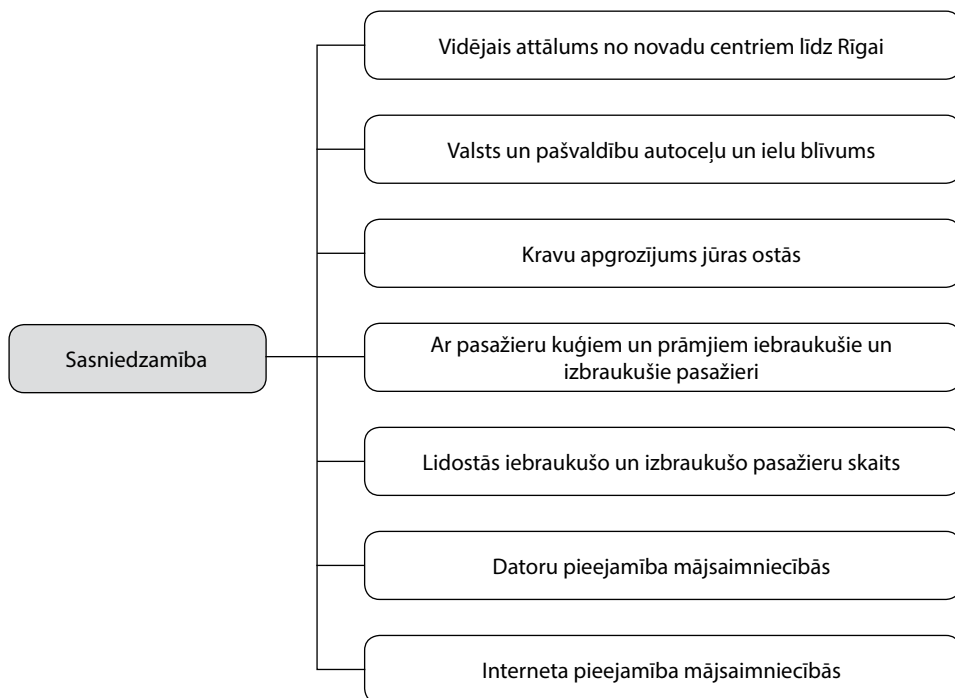 Vidējais attālums no novadu centriem līdz Rīgai
Valsts un pašvaldību autoceļu un ielu blīvums
Kravu apgrozījums jūras ostās
Sasniedzamība
Ar pasažieru kuģiem un prāmjiem iebraukušie un
izbraukušie pasažieri
Lidostās iebraukušo un izbraukušo pasažieru skaits
Datoru pieejamība mājsaimniecībās
Interneta pieejamība mājsaimniecībās